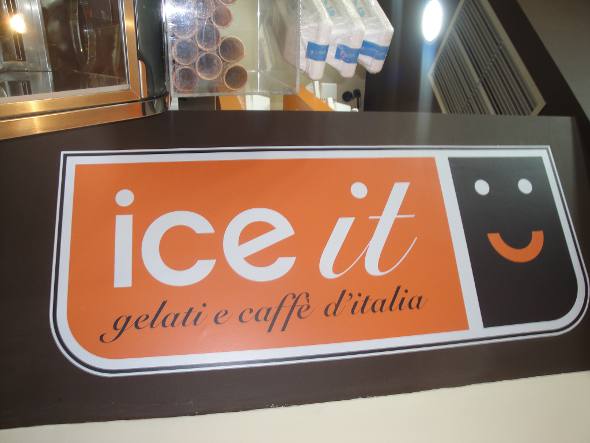 ice it
gelati e caffè d'italia